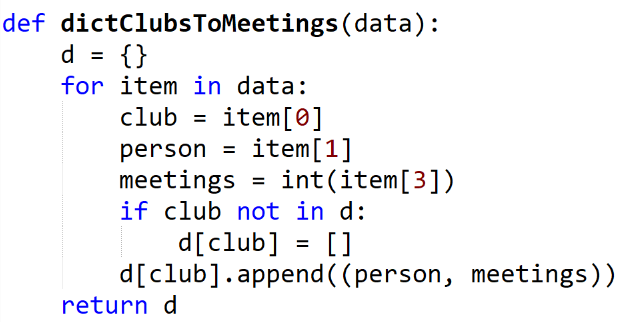 def dictClubsToMeetings(data):
    d = {}
    for item in data:
        club = item[0]
        person = item[1]
        meetings = int(item[3])
        if club not in d:
            d[club] = []
        d[club].append((person, meetings))
    return d